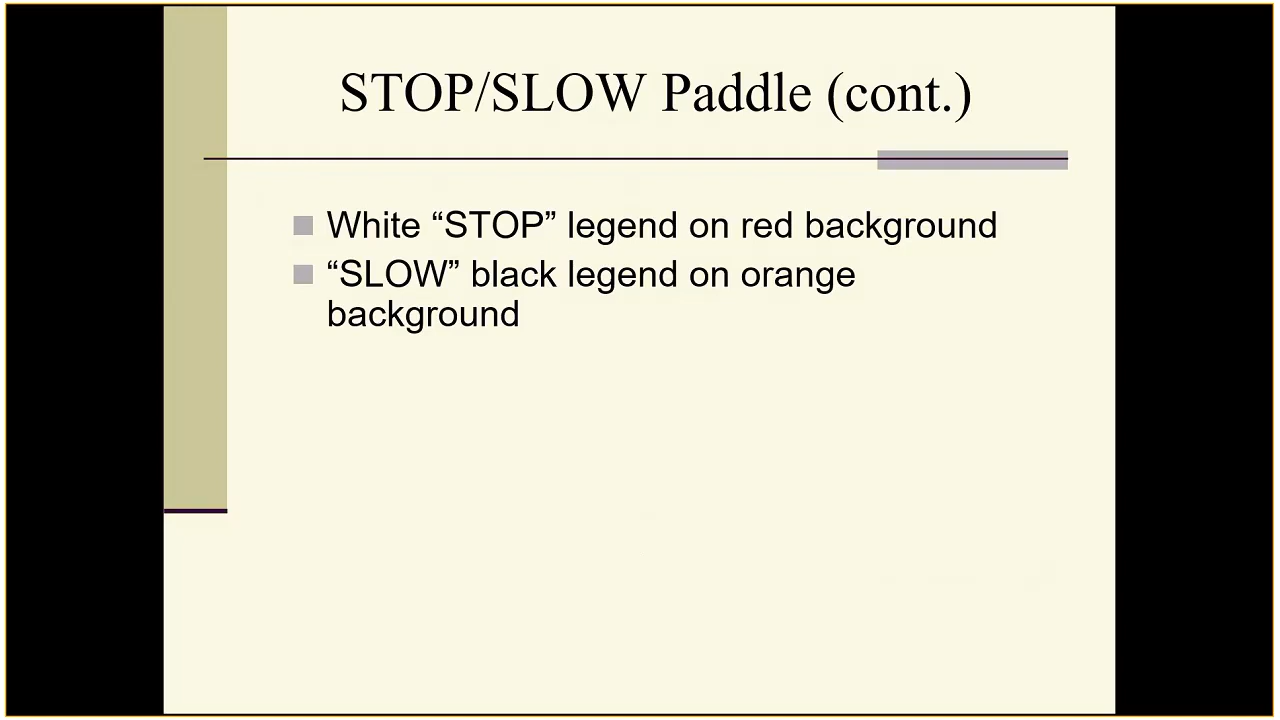 STOP/SLOW Paddle (cont.)
White “STOP” legend on red background
“SLOW” black legend on orange
background